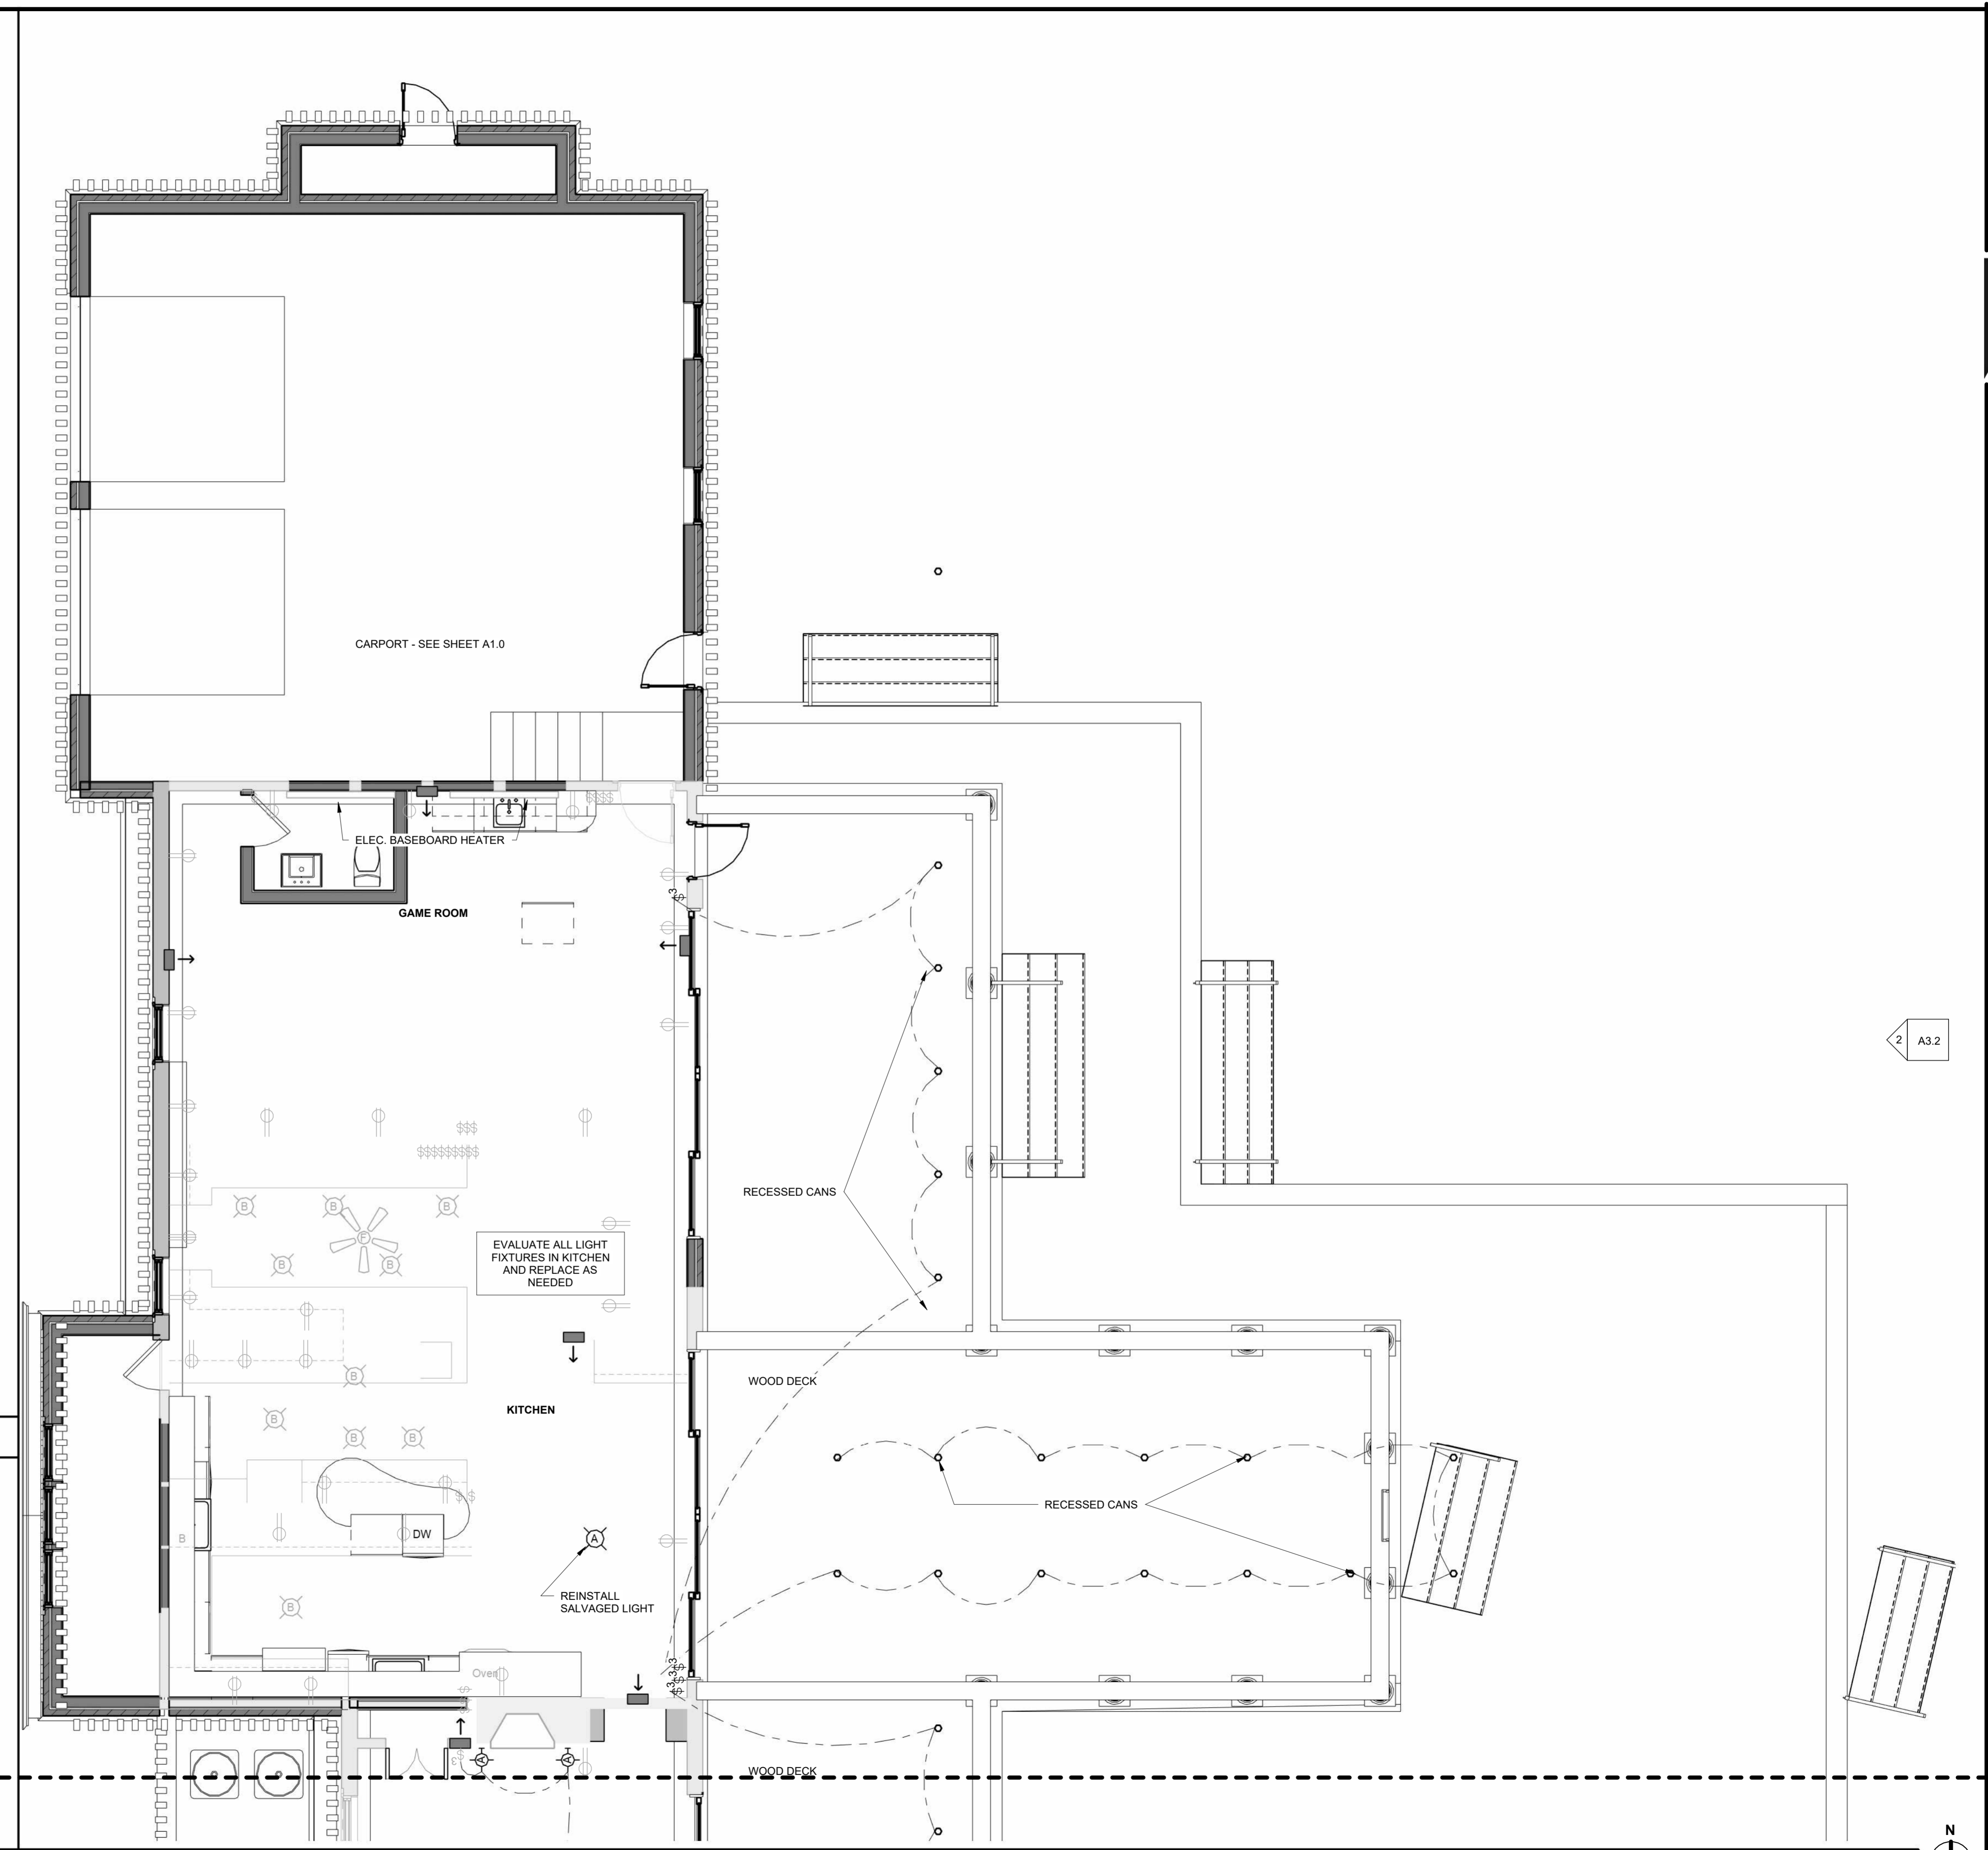 CARPORT - SEE SHEET A1.0
$$$$
ELEC. BASEBOARD HEATER
$3
GAME ROOM
2
A3.2
$$$
$$$$$$$$$
RECESSED CANS
B
B
B
F
B
B
EVALUATE ALL LIGHT
FIXTURES IN KITCHEN
AND REPLACE AS
NEEDED
B
WOOD DECK
KITCHEN
B
B
B
$$
RECESSED CANS
B
DW
A
REINSTALL
SALVAGED LIGHT
B
Oven
A
A
WOOD DECK
N